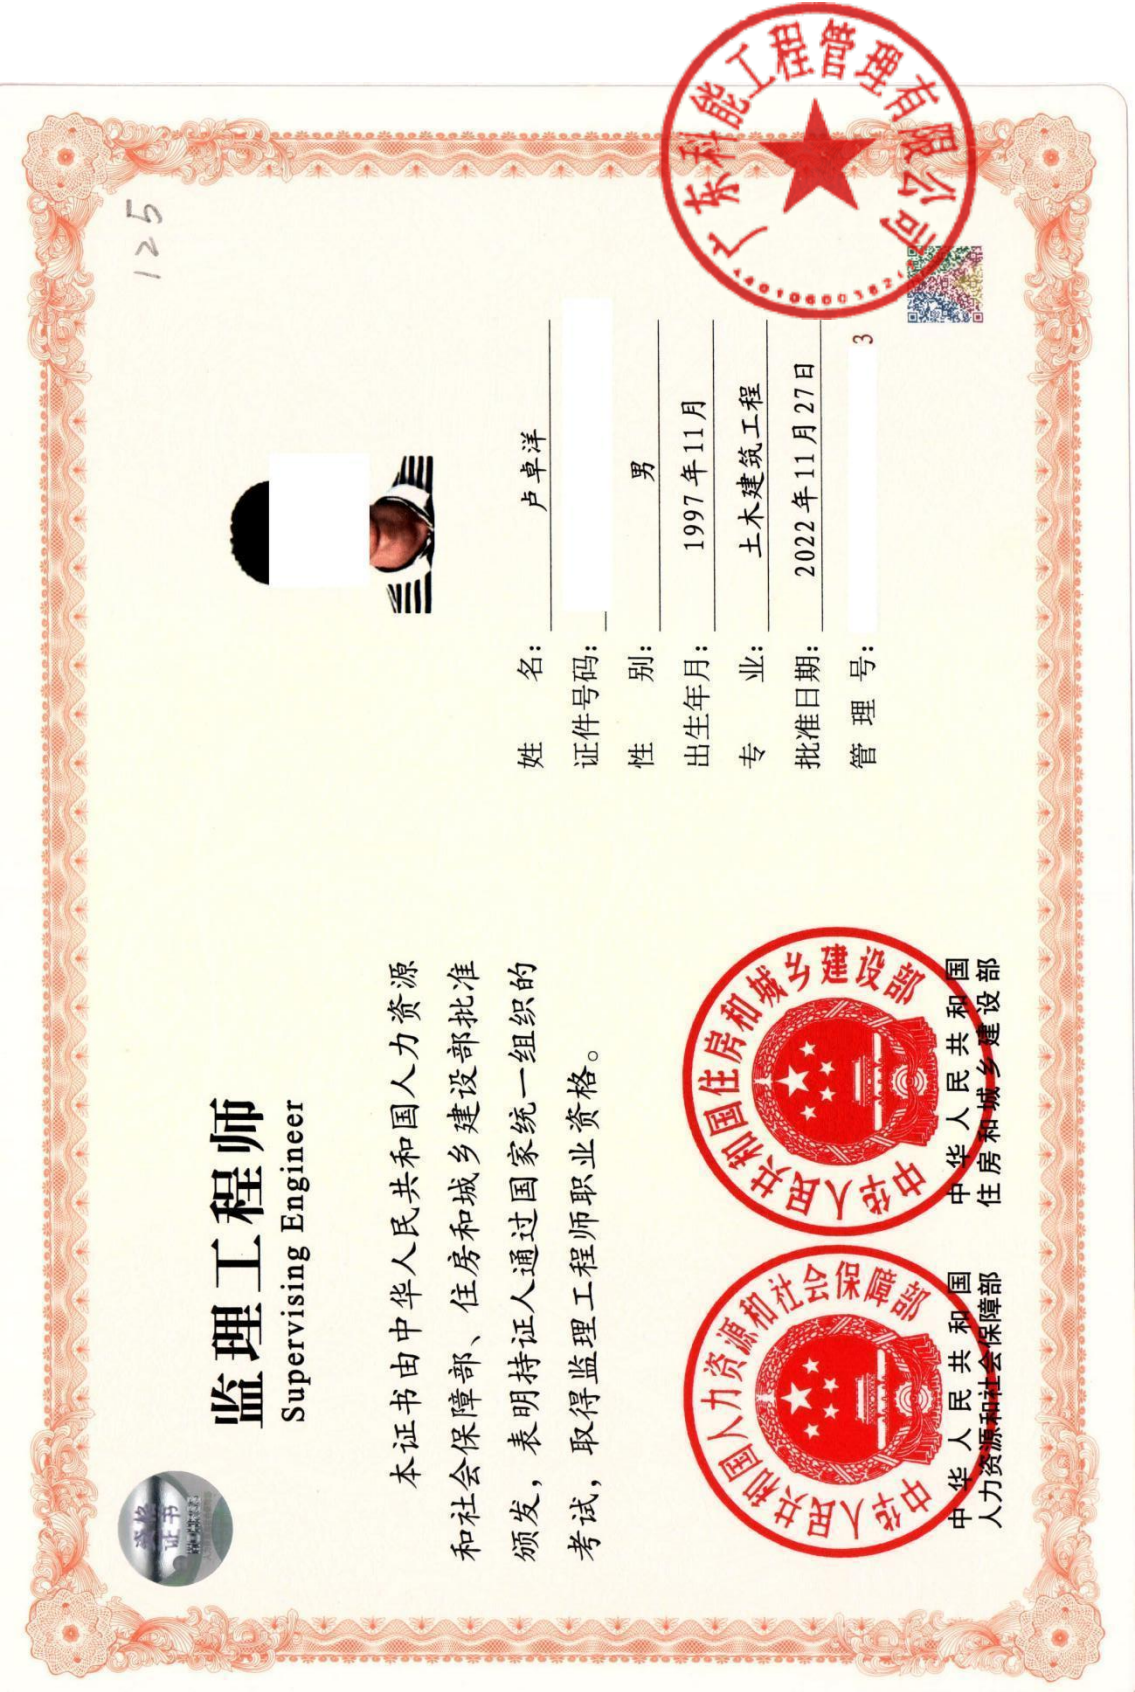 125
监理工程师
Supervising Engineer
本证书由中华人民共和国人力资源
和社会保障部、住房和城乡建设部批准
颁发，表明持证人通过国家统一组织的
考试，取得监理工程师职业资格。
姓 名：卢卓洋
证件号码：
性 别：男
出生年月：1997年11月
专 业：土木建筑工程
批准日期：2022年11月27日
管 理 号：3
中华人民共和国人力资源和社会保障部
中华人民共和国住房和城乡建设部
中华人民共和国
人力资源和社会保障部
中华人民共和国
住房和城乡建设部
广东科能工程管理有限公司
资格
证书